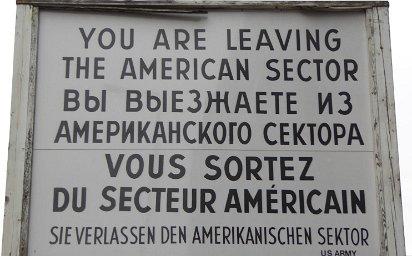 YOU ARE LEAVING
THE AMERICAN SECTOR
ВЫ ВЫЕЗЖАЕТЕ ИЗ
АМЕРИКАНСКОГО СЕКТОРА
VOUS SORTEZ
DU SECTEUR AMÉRICAIN
SIE VERLASSEN DEN AMERIKANISCHEN SEKTOR
US ARMY